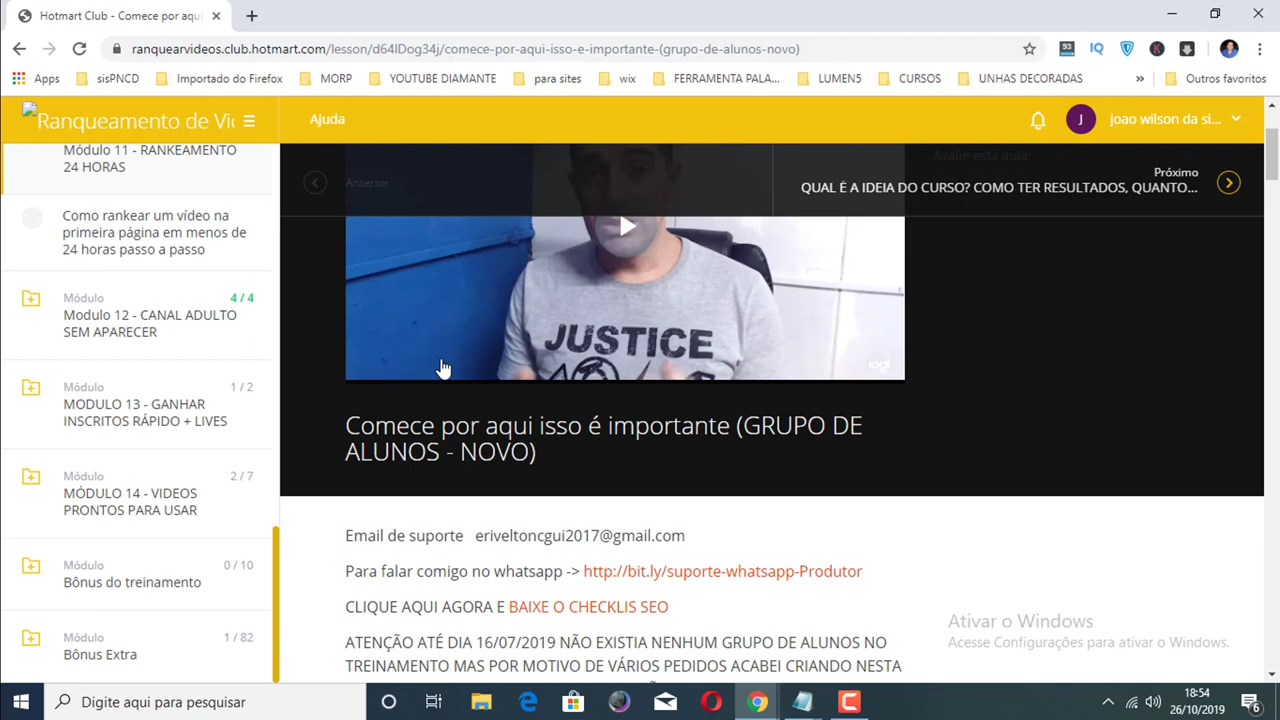 Hotmart Club - Comece por aqui
ranquearvideos.club.hotmart.com/lesson/d64lDog34j/comece-por-aqui-isso-e-importante-(grupo-de-alunos-novo)
93
IQ
K
Apps
sisPNCD
Importado do Firefox
MORP
YOUTUBE DIAMANTE
para sites
wix
FERRAMENTA PALA...
LUMEN5
CURSOS
UNHAS DECORADAS
»
Outros favoritos
Ranqueamento de Vi
Ajuda
J
joao wilson da si...
Módulo 11 - RANKEAMENTO
24 HORAS
Como rankear um vídeo na
primeira página em menos de
24 horas passo a passo
Módulo 4 / 4
Modulo 12 - CANAL ADULTO
SEM APARECER
Módulo 1 / 2
MODULO 13 - GANHAR
INSCRITOS RÁPIDO + LIVES
Módulo 2 / 7
MÓDULO 14 - VIDEOS
PRONTOS PARA USAR
Módulo 0 / 10
Bônus do treinamento
Módulo 1 / 82
Bônus Extra
Anterior
Avalie esta aula:
Próximo
QUAL É A IDEIA DO CURSO? COMO TER RESULTADOS, QUANTO...
JUSTICE
logi
Comece por aqui isso é importante (GRUPO DE
ALUNOS - NOVO)
Email de suporte eriveltoncgui2017@gmail.com
Para falar comigo no whatsapp -> http://bit.ly/suporte-whatsapp-Produtor
CLIQUE AQUI AGORA E BAIXE O CHECKLIS SEO
ATENÇÃO ATÉ DIA 16/07/2019 NÃO EXISTIA NENHUM GRUPO DE ALUNOS NO
TREINAMENTO MAS POR MOTIVO DE VÁRIOS PEDIDOS ACABEI CRIANDO NESTA
Ativar o Windows
Acesse Configurações para ativar o Windows.
Digite aqui para pesquisar
18:54
26/10/2019
6